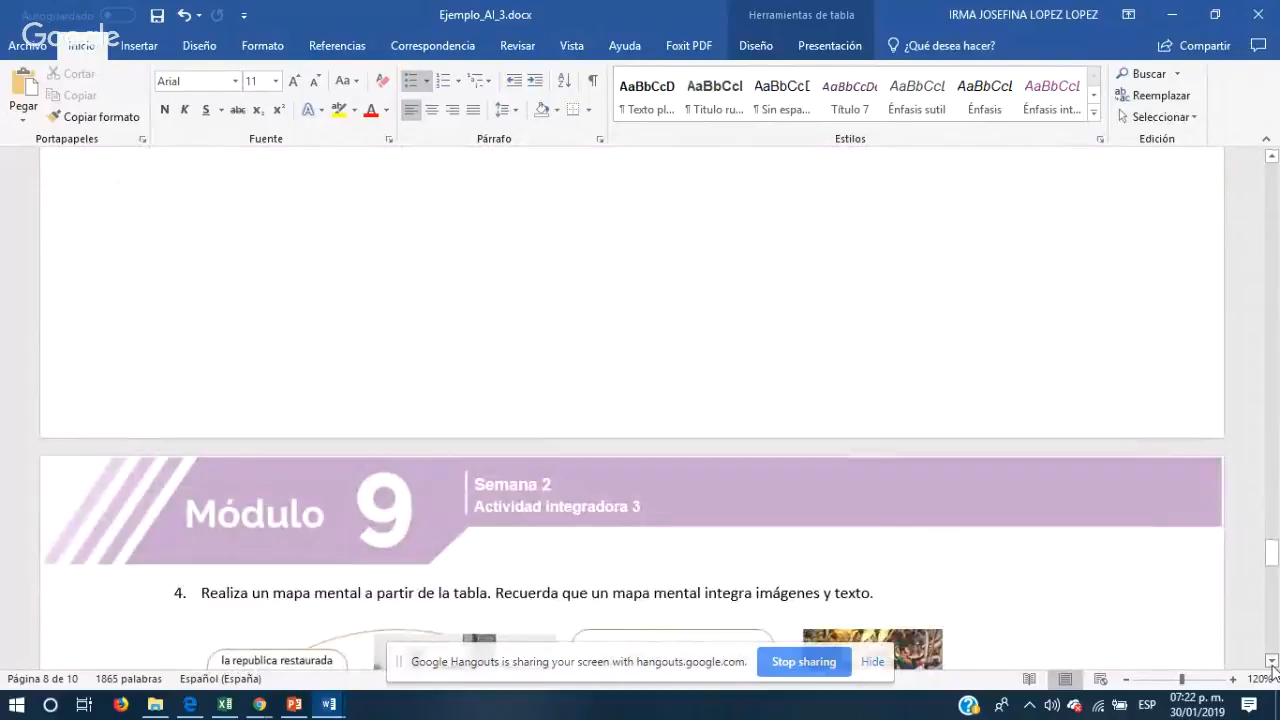 Autoguardado
Ejemplo_AI_3.docx
Herramientas de tabla
IRMA JOSEFINA LOPEZ LOPEZ
Google
Archivo Inicio Insertar Diseño Formato Referencias Correspondencia Revisar Vista Ayuda Foxit PDF Diseño Presentación ¿Qué desea hacer? Compartir
Pegar
Cortar
Copiar
Copiar formato
Portapapeles
Arial 11
Fuente
Párrafo
AaBbCcD AaBbCcI AaBbCcD AaBbCcDc AaBbCcI AaBbCcI AaBbCcI
¶ Texto pl... ¶ Titulo ru... ¶ Sin espa... Título 7 Énfasis sutil Énfasis Énfasis int...
Estilos
Buscar
Reemplazar
Seleccionar
Edición
Módulo 9
Semana 2
Actividad integradora 3
4. Realiza un mapa mental a partir de la tabla. Recuerda que un mapa mental integra imágenes y texto.
la republica restaurada
Google Hangouts is sharing your screen with hangouts.google.com.
Stop sharing
Hide
Página 8 de 10 1865 palabras Español (España)
120%
ESP
07:22 p. m.
30/01/2019